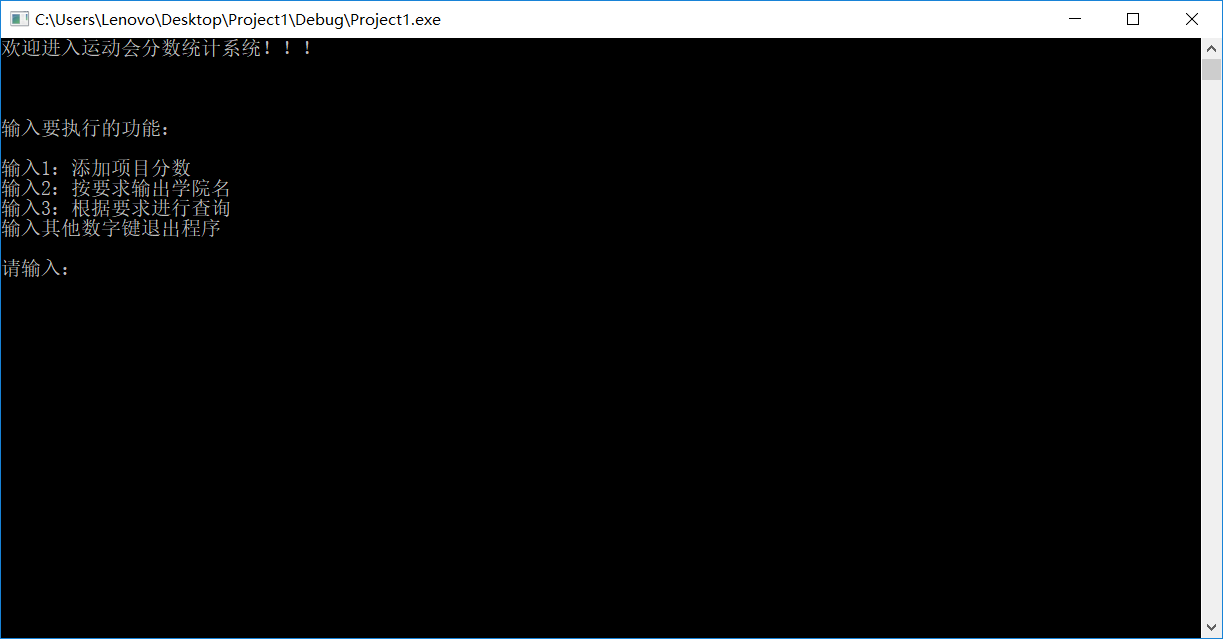 C:\Users\Lenovo\Desktop\Project1\Debug\Project1.exe
欢迎进入运动会分数统计系统！！！
输入要执行的功能：
输入1：添加项目分数
输入2：按要求输出学院名
输入3：根据要求进行查询
输入其他数字键退出程序
请输入：